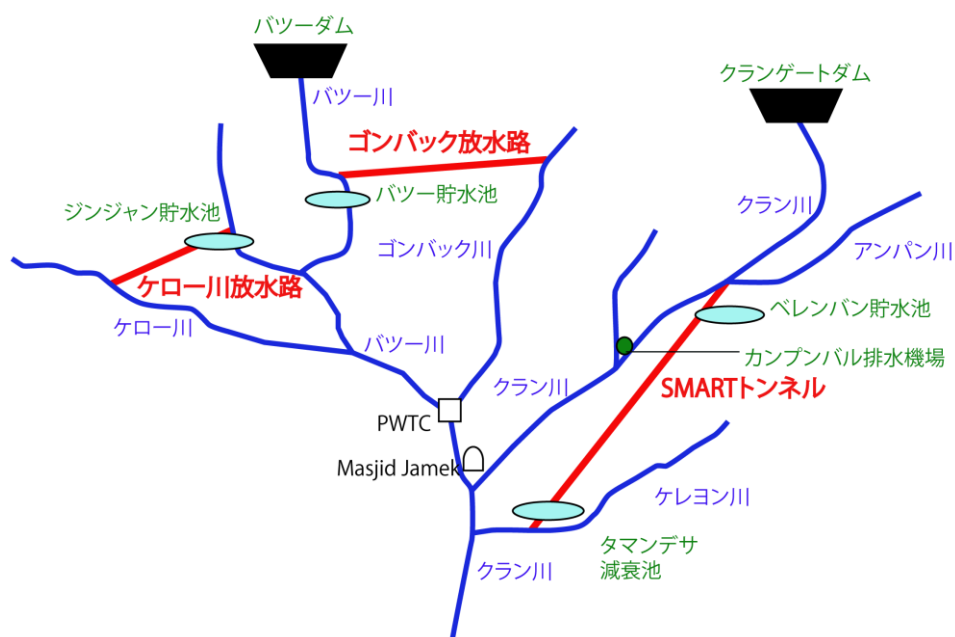 バツーダム
クランゲートダム
バツー川
ゴンバック放水路
バツー貯水池
クラン川
ジンジャン貯水池
ゴンバック川
アンパン川
ケロー川放水路
ベレンバン貯水池
ケロー川
バツー川
カンプンバル排水機場
クラン川
SMARTトンネル
PWTC
Masjid Jamek
ケレヨン川
タマンデサ
減衰池
クラン川